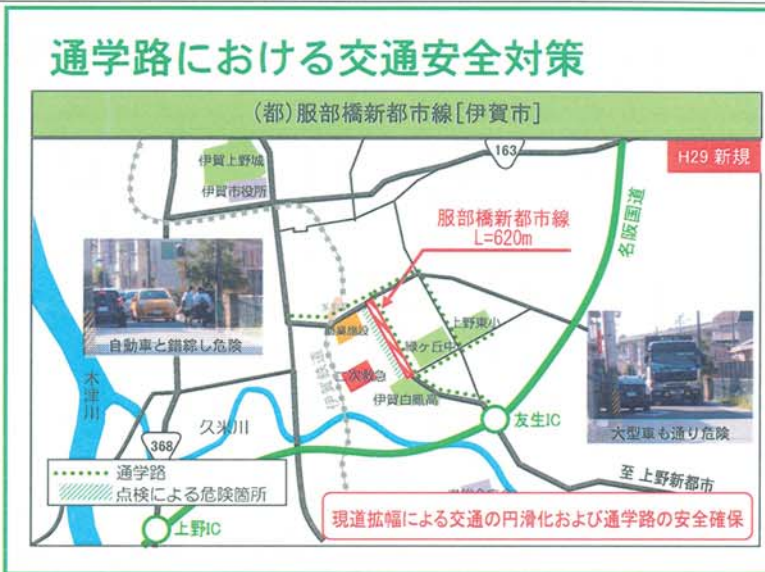 通学路における交通安全対策
(都)服部橋新都市線[伊賀市]
H29 新規
163
伊賀上野城
伊賀市役所
名阪国道
服部橋新都市線
L=620m
自動車と錯綜し危険
上野東小
緑ヶ丘中
二次救急
伊賀鉄道
伊賀白鳳高
木津川
久米川
友生IC
大型車も通り危険
368
至 上野新都市
通学路
点検による危険箇所
上野IC
現道拡幅による交通の円滑化および通学路の安全確保